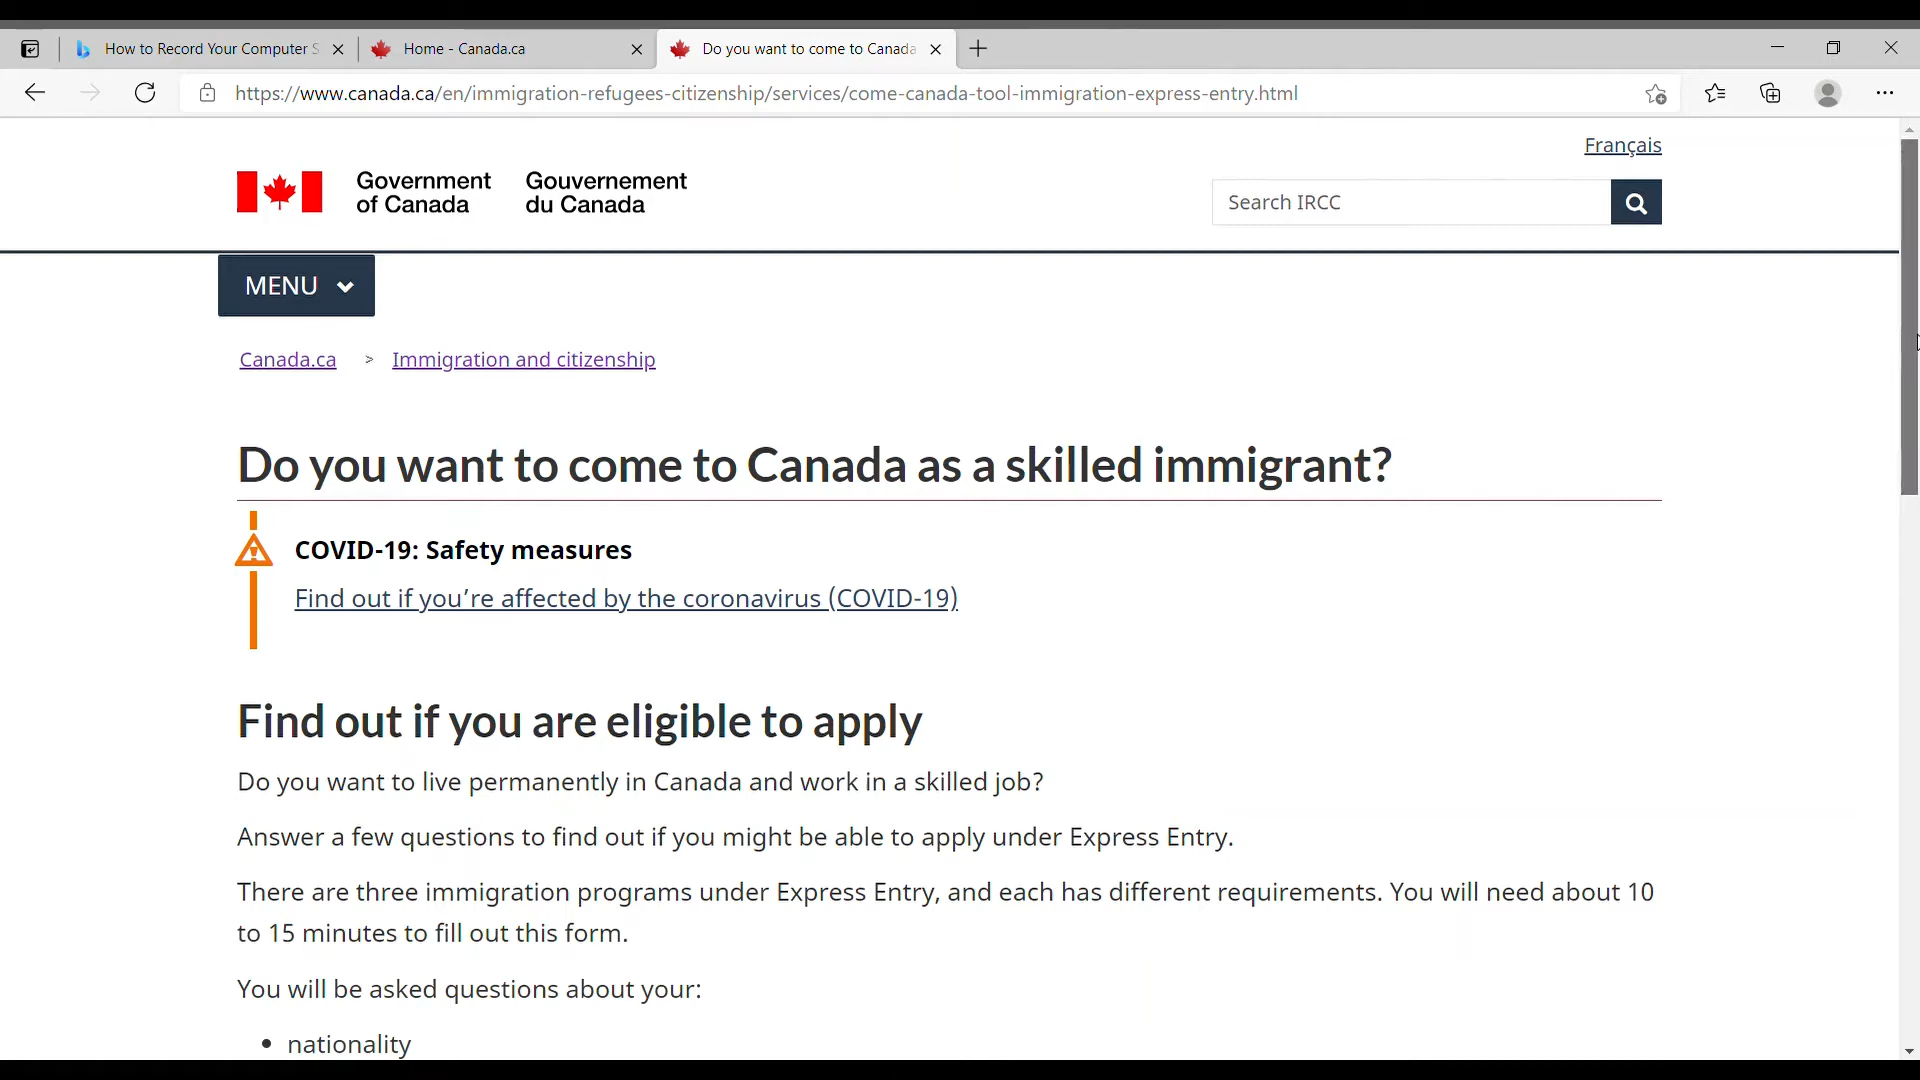 How to Record Your Computer S
Home - Canada.ca
Do you want to come to Canada
https://www.canada.ca/en/immigration-refugees-citizenship/services/come-canada-tool-immigration-express-entry.html
Français
Government of Canada
Gouvernement du Canada
Search IRCC
MENU
Canada.ca > Immigration and citizenship
Do you want to come to Canada as a skilled immigrant?
COVID-19: Safety measures
Find out if you’re affected by the coronavirus (COVID-19)
Find out if you are eligible to apply
Do you want to live permanently in Canada and work in a skilled job?
Answer a few questions to find out if you might be able to apply under Express Entry.
There are three immigration programs under Express Entry, and each has different requirements. You will need about 10
to 15 minutes to fill out this form.
You will be asked questions about your:
• nationality